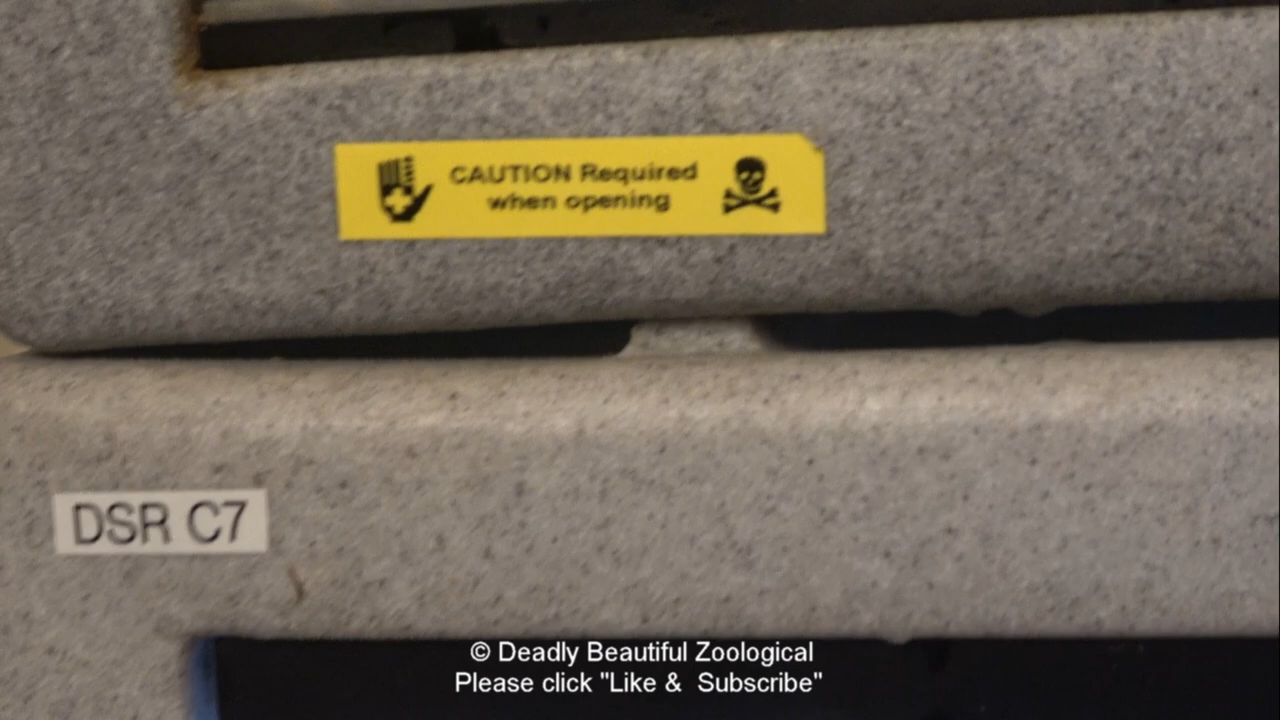 CAUTION Required
when opening
DSR C7
© Deadly Beautiful Zoological
Please click "Like & Subscribe"